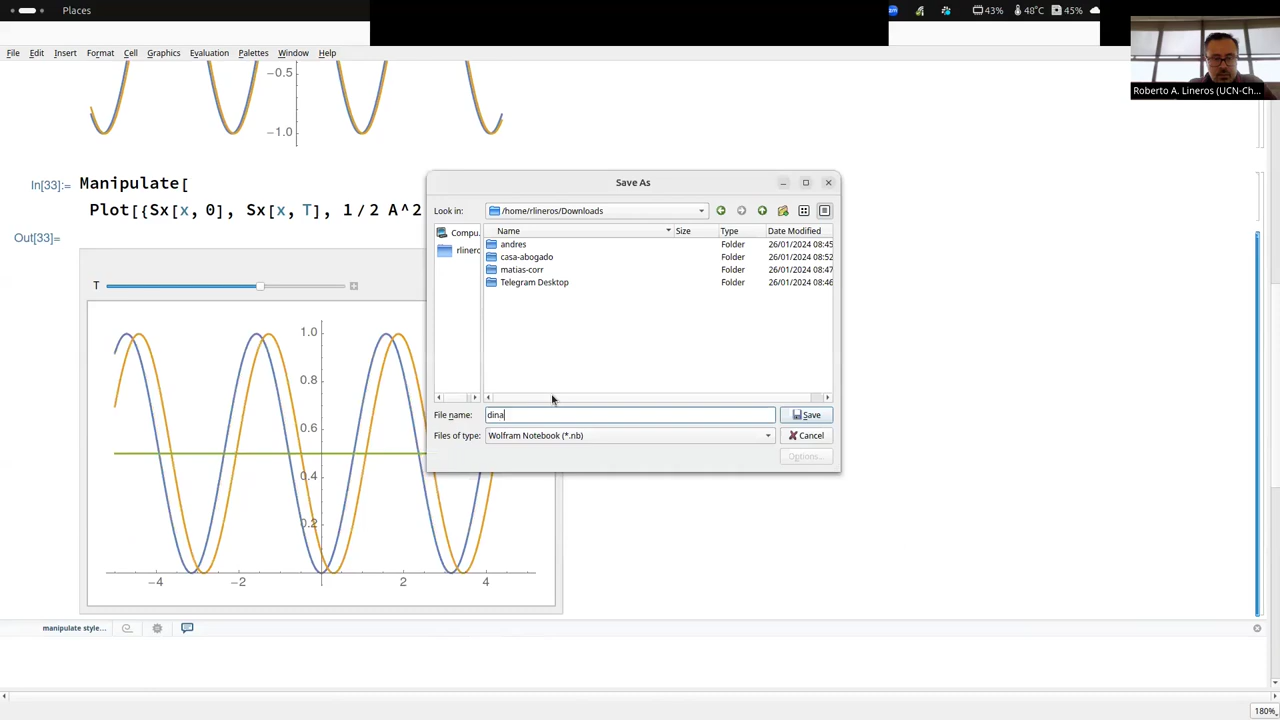 Places
43%
48°C
45%
Roberto A. Lineros (UCN-Ch...
File Edit Insert Format Cell Graphics Evaluation Palettes Window Help
−0.5
−1.0
In[33]:= Manipulate[
Plot[{Sx[x, 0], Sx[x, T], 1/2 A^2
Out[33]=
T
1.0
0.8
0.6
0.4
0.2
−4 −2 2 4
Save As
Look in: /home/rlineros/Downloads
Compu.
rlinero
Name Size Type Date Modified
andres Folder 26/01/2024 08:45
casa-abogado Folder 26/01/2024 08:52
matias-corr Folder 26/01/2024 08:47
Telegram Desktop Folder 26/01/2024 08:46
File name: dina Save
Files of type: Wolfram Notebook (*.nb) Cancel
Options...
manipulate style...
180%